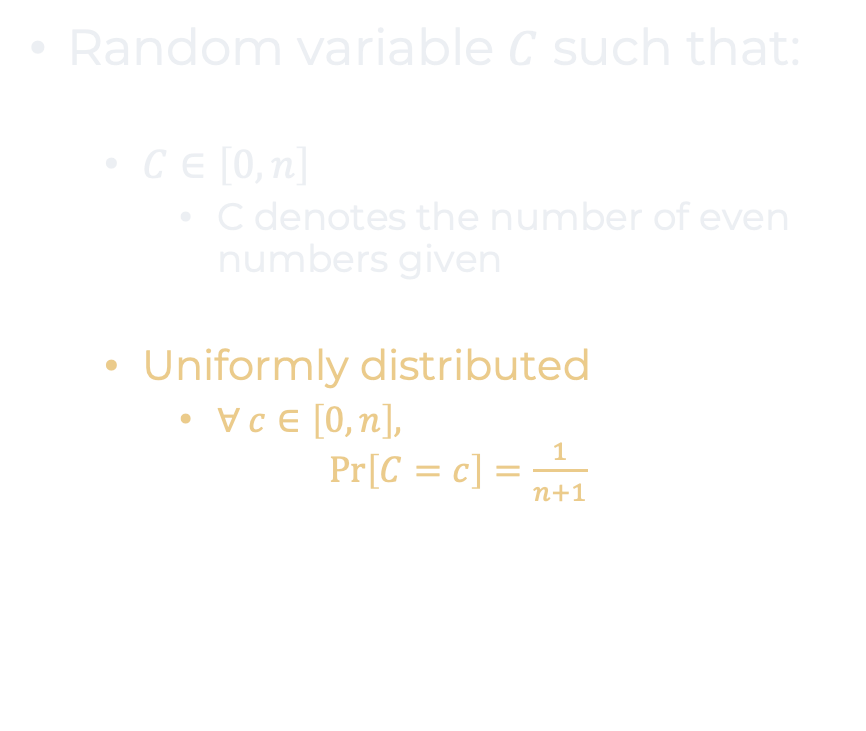 • Random variable 𝐶 such that:
• 𝐶 ∈ [0, 𝑛]
• C denotes the number of even
numbers given
• Uniformly distributed
• ∀ 𝑐 ∈ [0, 𝑛],
Pr[𝐶 = 𝑐] = 1/(𝑛+1)